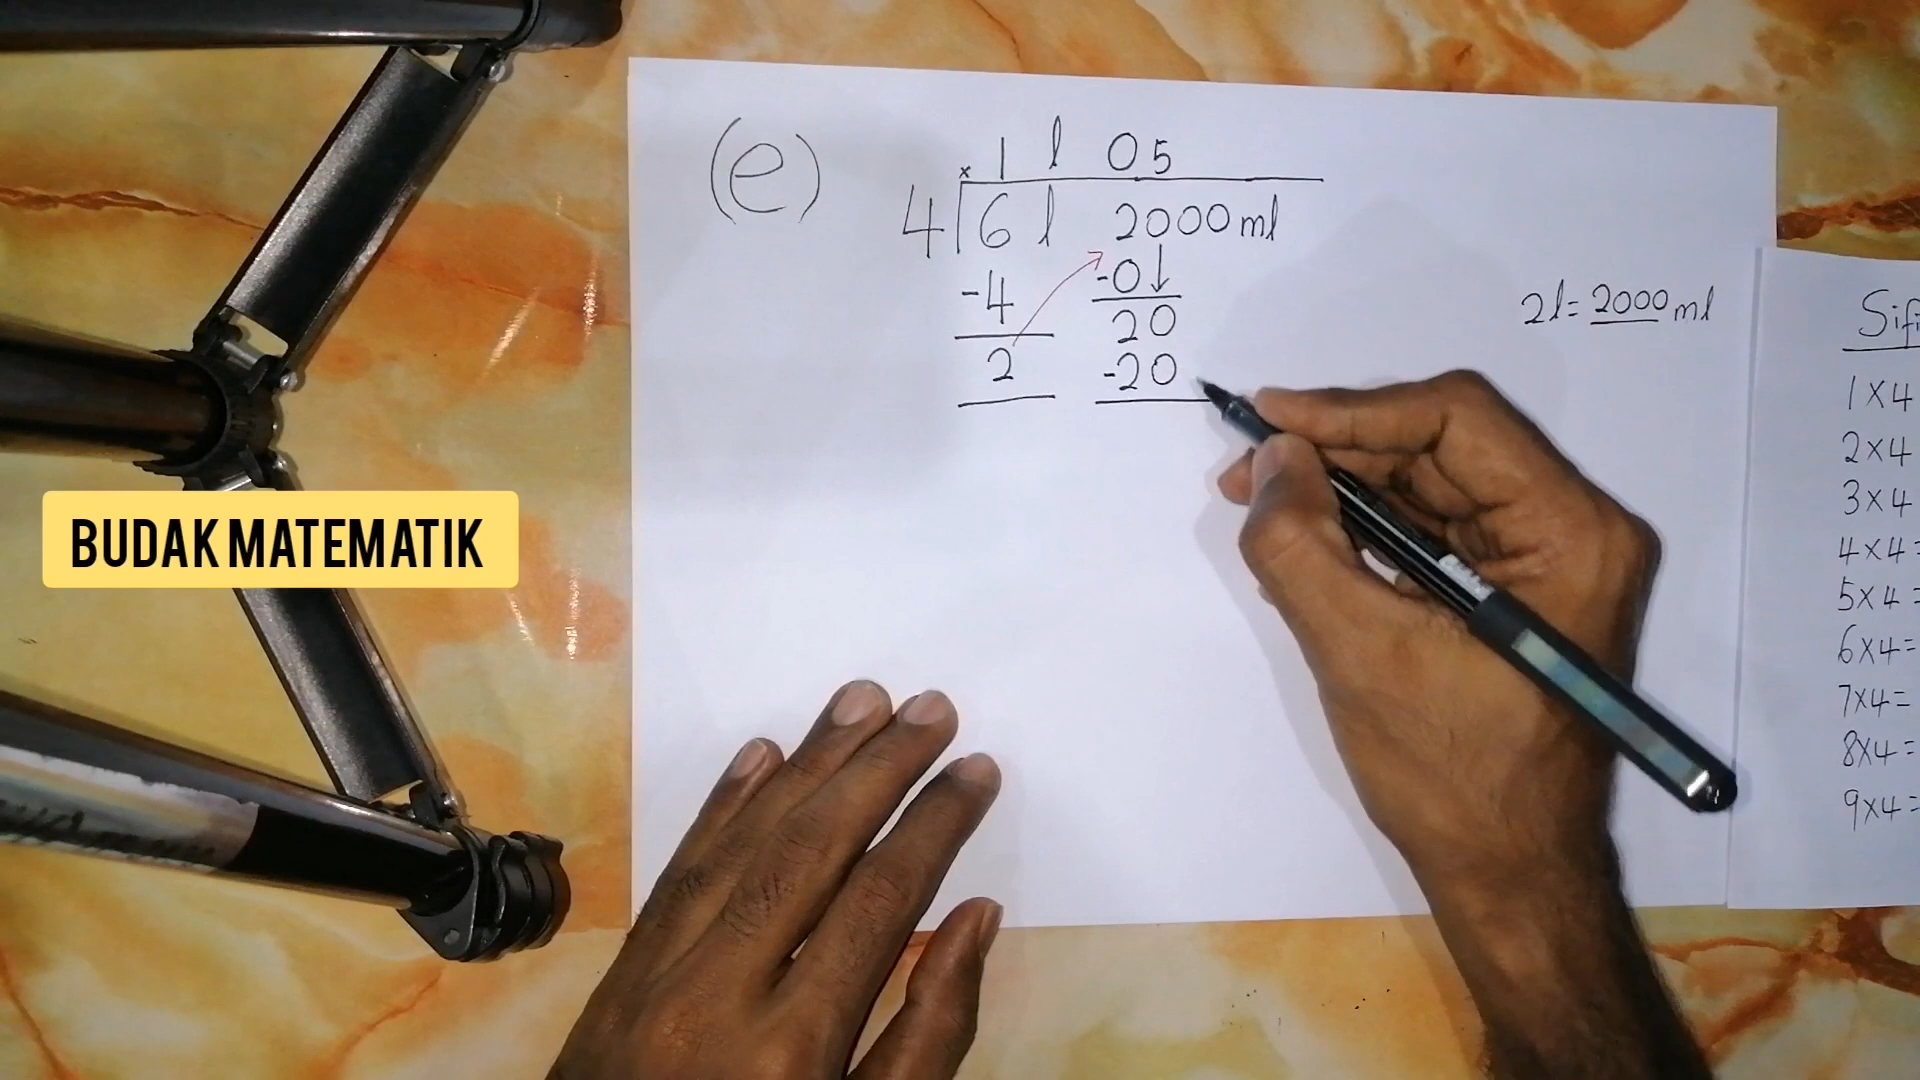 (e)
× 1 l 05
4 6 l 2000 ml
-4 -0↓
2 20
-20
2l = 2000 ml
1×4
2×4
3×4
4×4=
5×4=
6×4=
7×4=
8×4=
9×4=
BUDAK MATEMATIK